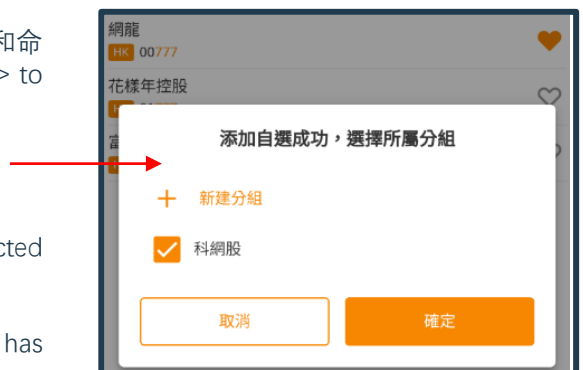 和命
> to
cted
has
網龍
HK 00777
花樣年控股
富
添加自選成功，選擇所屬分組
+ 新建分組
科網股
取消
確定